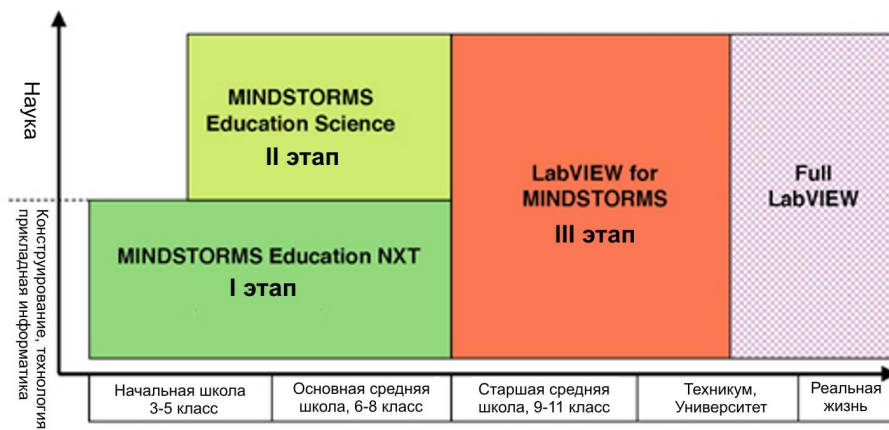 Наука
MINDSTORMS
Education Science
II этап
LabVIEW for
MINDSTORMS
III этап
Full
LabVIEW
Конструирование, технология
прикладная информатика
MINDSTORMS Education NXT
I этап
Начальная школа
3-5 класс
Основная средняя
школа, 6-8 класс
Старшая средняя
школа, 9-11 класс
Техникум,
Университет
Реальная
жизнь